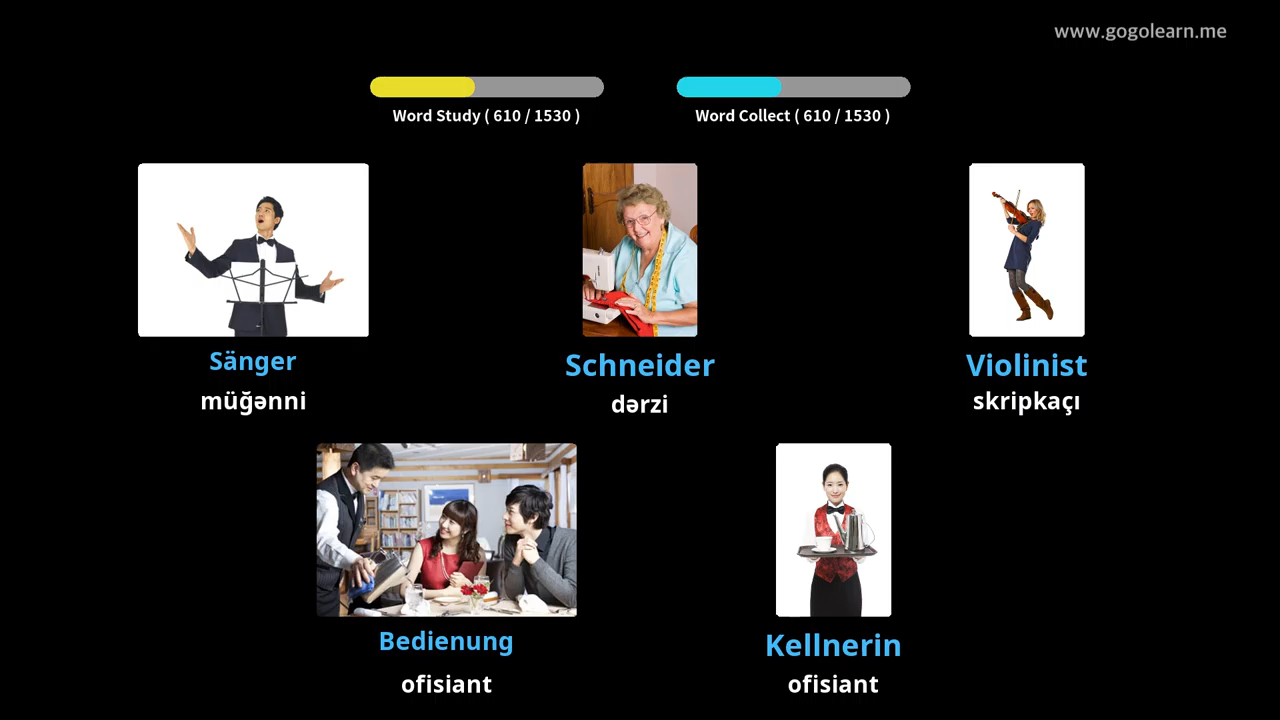 www.gogolearn.me
Word Study ( 610 / 1530 )
Word Collect ( 610 / 1530 )
Sänger
müğənni
Schneider
dərzi
Violinist
skripkaçı
Bedienung
ofisiant
Kellnerin
ofisiant